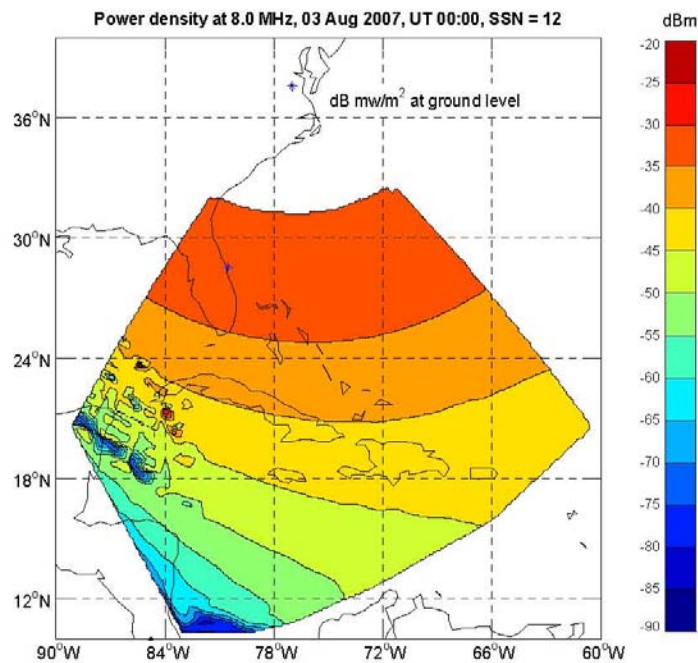 Power density at 8.0 MHz, 03 Aug 2007, UT 00:00, SSN = 12
dBm
dB mw/m² at ground level
36°N
30°N
24°N
18°N
12°N
90°W
84°W
78°W
72°W
66°W
60°W
-20
-25
-30
-35
-40
-45
-50
-55
-60
-65
-70
-75
-80
-85
-90